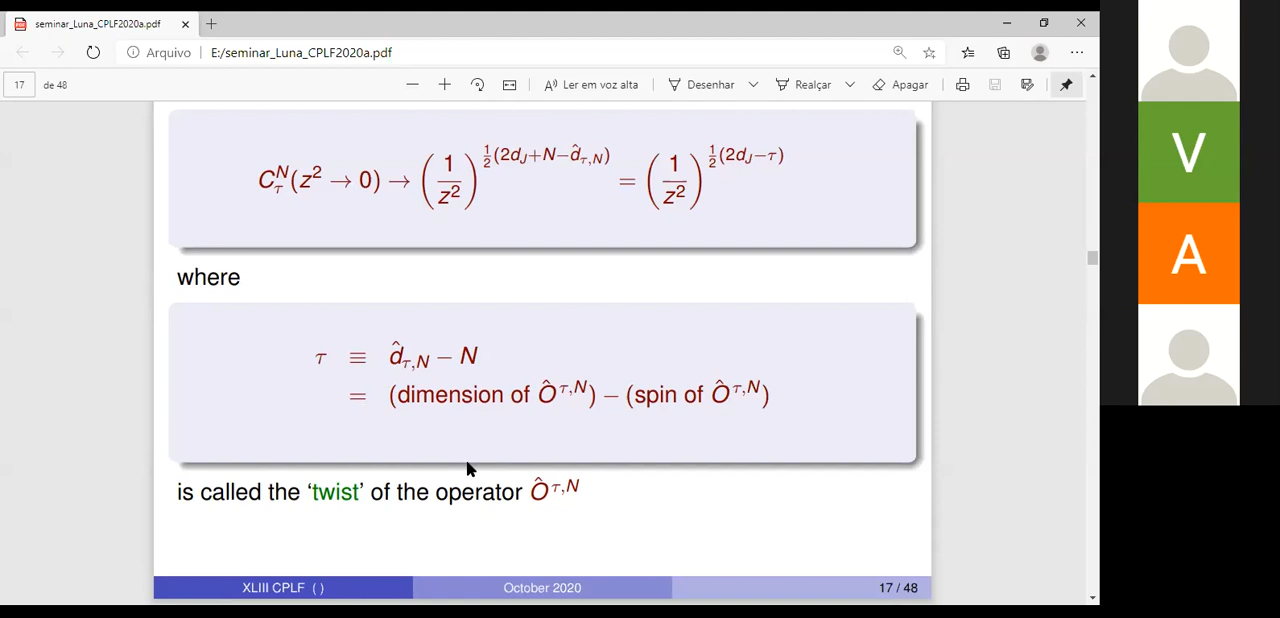 seminar_Luna_CPLF2020a.pdf
Arquivo | E:/seminar_Luna_CPLF2020a.pdf
17 de 48 Ler em voz alta Desenhar Realçar Apagar
C_τ^N(z² → 0) → (1/z²)^{½(2d_J+N−d̂_{τ,N})} = (1/z²)^{½(2d_J−τ)}
where
τ ≡ d̂_{τ,N} − N
= (dimension of Ô^{τ,N}) − (spin of Ô^{τ,N})
is called the ‘twist’ of the operator Ô^{τ,N}
XLIII CPLF ( ) October 2020 17 / 48
V
A